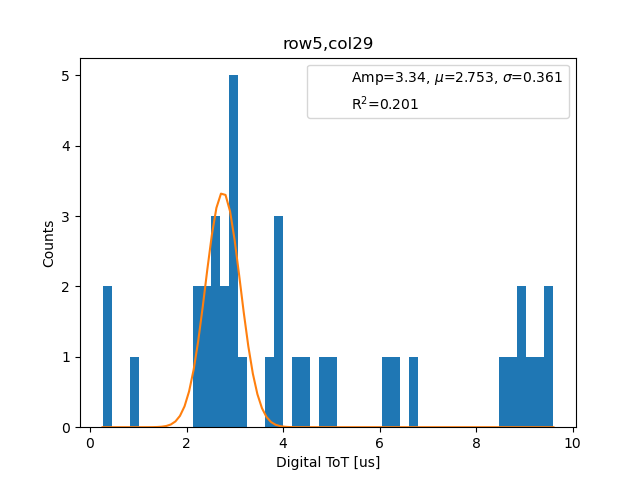 row5,col29
Amp=3.34, μ=2.753, σ=0.361
R²=0.201
Counts
5
4
3
2
1
0
0 2 4 6 8 10
Digital ToT [us]